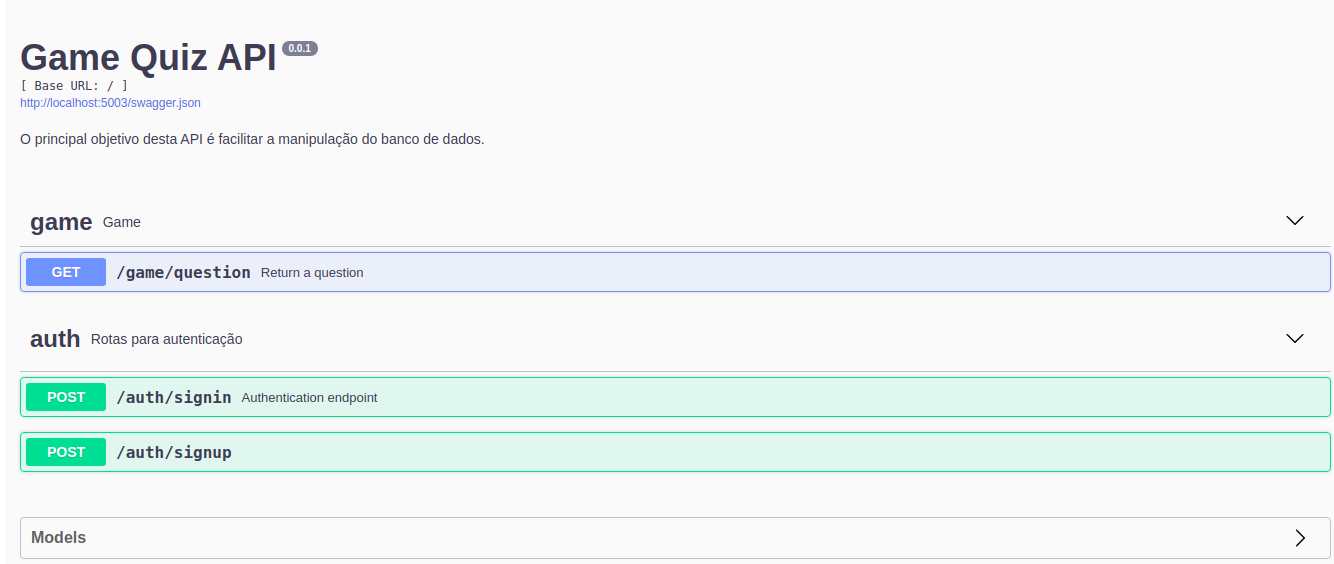 Game Quiz API 0.0.1
[ Base URL: / ]
http://localhost:5003/swagger.json
O principal objetivo desta API é facilitar a manipulação do banco de dados.
game Game
GET /game/question Return a question
auth Rotas para autenticação
POST /auth/signin Authentication endpoint
POST /auth/signup
Models